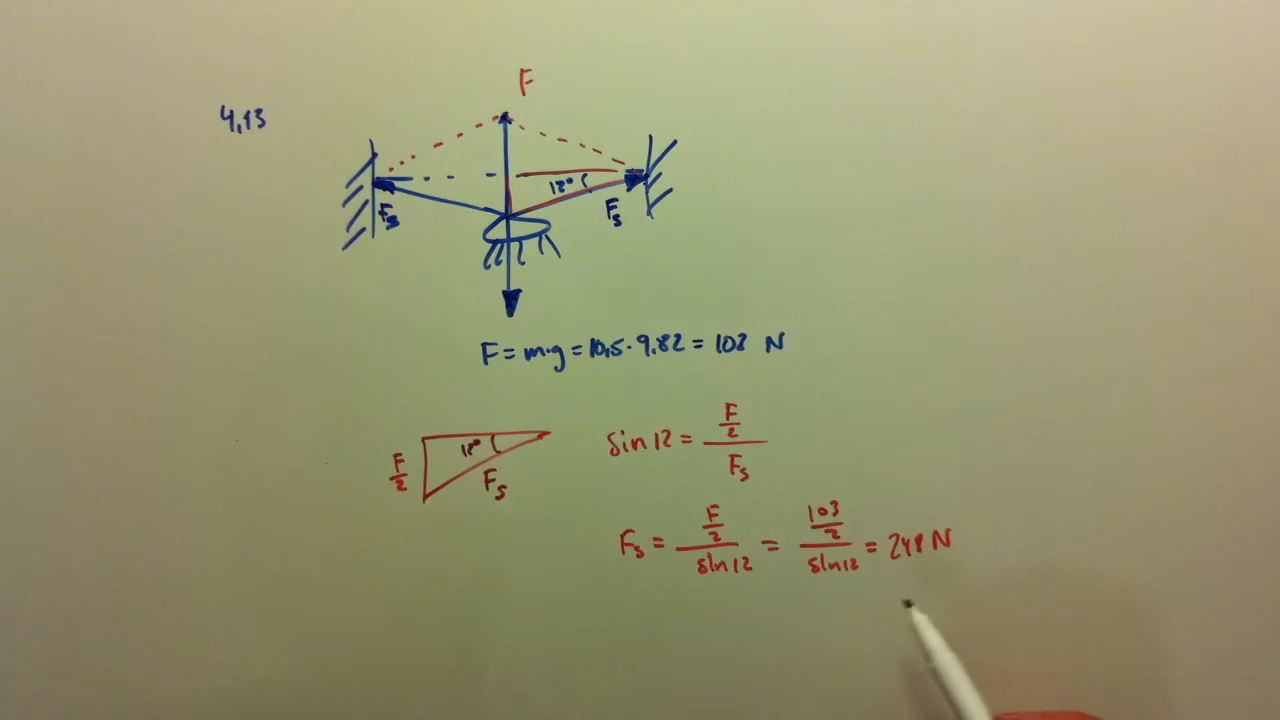 F
4,13
12°
Fs
Fs
F = m·g = 10,5·9,82 = 103 N
F/2
12°
Fs
sin 12 = (F/2)/Fs
Fs = (F/2)/sin 12 = (103/2)/sin 12 = 248 N